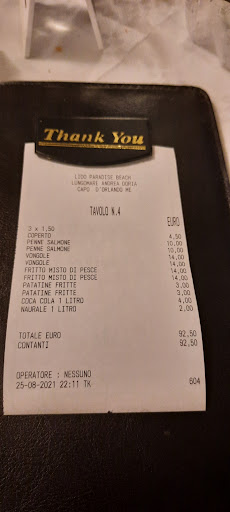 Thank You
LIDO PARADISE BEACH
LUNGOMARE ANDREA DORIA
CAPO D'ORLANDO ME
TAVOLO N.4
EURO
3 x 1,50
COPERTO 4,50
PENNE SALMONE 10,00
PENNE SALMONE 10,00
VONGOLE 14,00
VONGOLE 14,00
FRITTO MISTO DI PESCE 14,00
FRITTO MISTO DI PESCE 14,00
PATATINE FRITTE 3,00
PATATINE FRITTE 3,00
COCA COLA 1 LITRO 4,00
NAURALE 1 LITRO 2,00
TOTALE EURO 92,50
CONTANTI 92,50
OPERATORE : NESSUNO
25-08-2021 22:11 TK 604